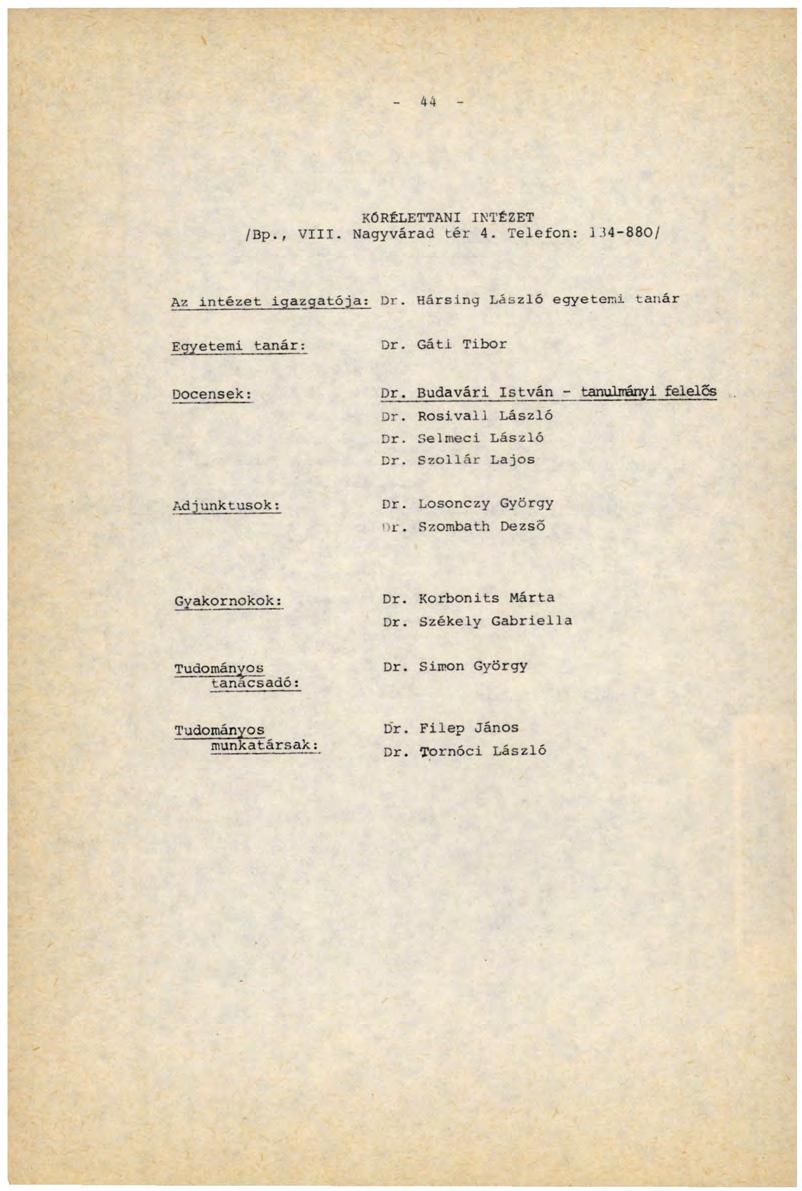 - 44 -
KÓRÉLETTANI INTÉZET
/Bp., VIII. Nagyvárad tér 4. Telefon: 134-880/
Az intézet igazgatója: Dr. Hársing László egyetemi tanár
Egyetemi tanár: Dr. Gáti Tibor
Docensek: Dr. Budavári István - tanulmányi felelős
Dr. Rosivall László
Dr. Selmeci László
Dr. Szollár Lajos
Adjunktusok: Dr. Losonczy György
Dr. Szombath Dezső
Gyakornokok: Dr. Korbonits Márta
Dr. Székely Gabriella
Tudományos Dr. Simon György
tanácsadó:
Tudományos Dr. Filep János
munkatársak: Dr. Tornóci László